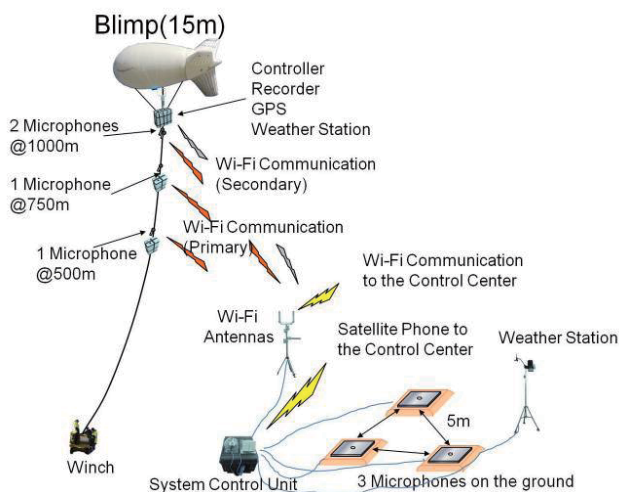 Blimp(15m)
Controller
Recorder
GPS
Weather Station
2 Microphones
@1000m
Wi-Fi Communication
(Secondary)
1 Microphone
@750m
Wi-Fi Communication
(Primary)
1 Microphone
@500m
Wi-Fi Communication
to the Control Center
Wi-Fi
Antennas
Satellite Phone to
the Control Center
Weather Station
5m
Winch
System Control Unit
3 Microphones on the ground